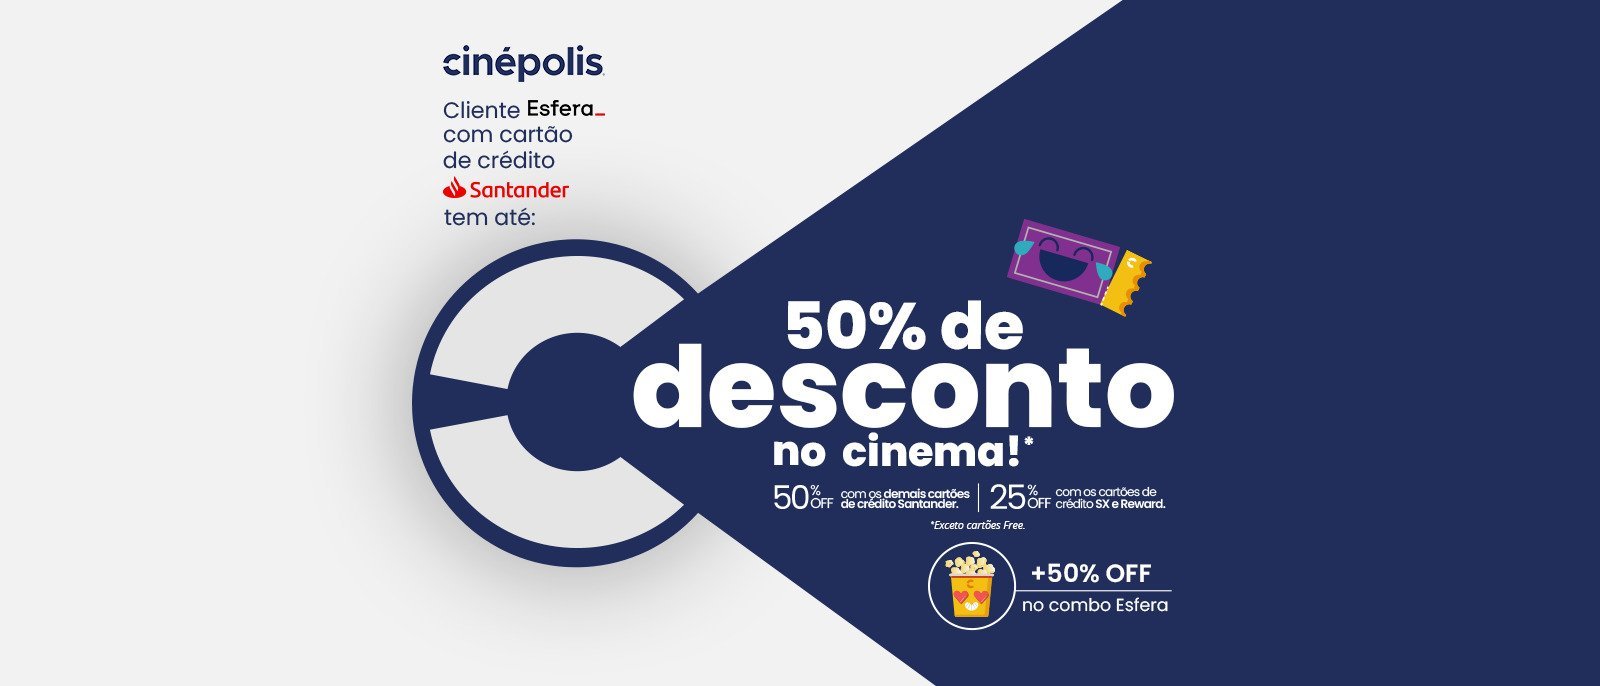 cinépolis
Cliente Esfera_
com cartão
de crédito
Santander
tem até:
50% de
desconto
no cinema!*
50% OFF com os demais cartões
de crédito Santander.
25% OFF com os cartões de
crédito SX e Reward.
*Exceto cartões Free.
+50% OFF
no combo Esfera